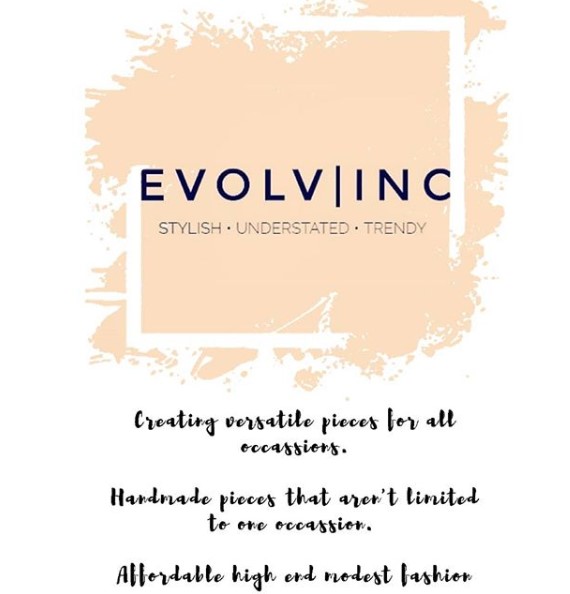 EVOLV|INC
STYLISH • UNDERSTATED • TRENDY
Creating versatile pieces for all
occassions.
Handmade pieces that aren't limited
to one occassion.
Affordable high end modest fashion